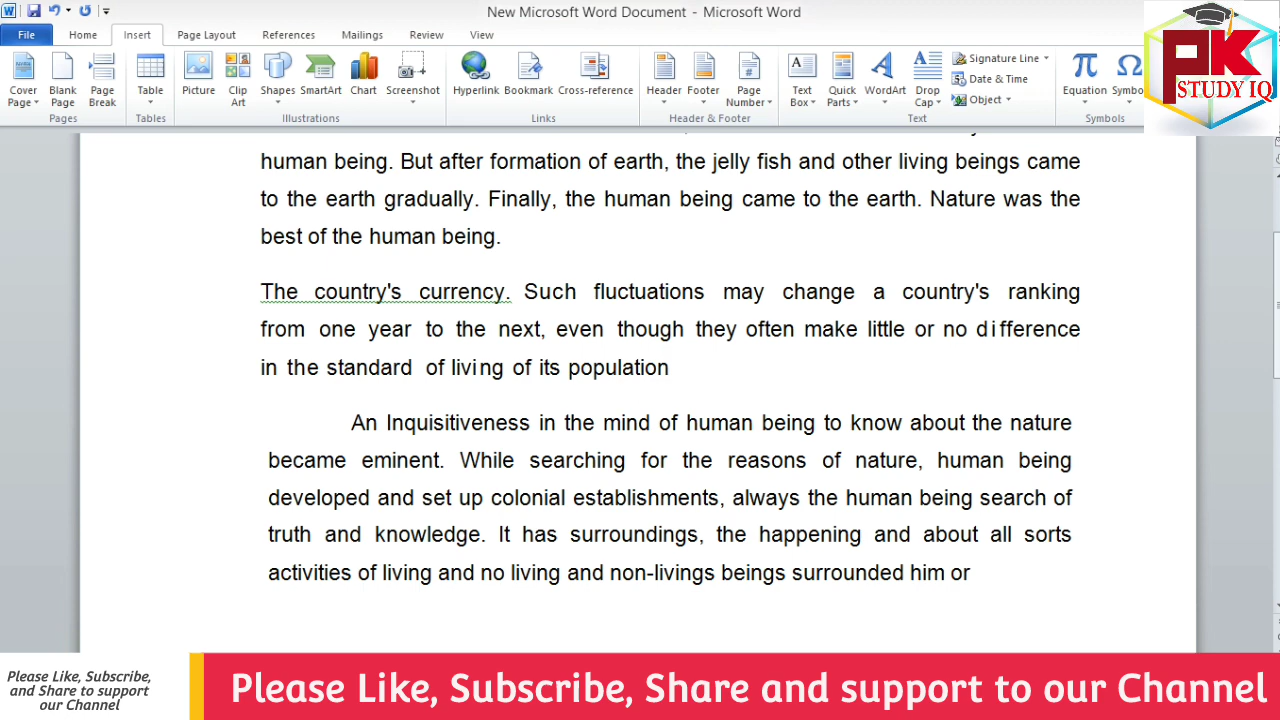 New Microsoft Word Document - Microsoft Word
File Home Insert Page Layout References Mailings Review View
Cover Page Blank Page Page Break Table Picture Clip Art Shapes SmartArt Chart Screenshot Hyperlink Bookmark Cross-reference Header Footer Page Number Text Box Quick Parts WordArt Drop Cap Signature Line Date & Time Object Equation Symbo
Pages Tables Illustrations Links Header & Footer Text Symbols
PK
STUDY IQ
human being. But after formation of earth, the jelly fish and other living beings came
to the earth gradually. Finally, the human being came to the earth. Nature was the
best of the human being.
The country's currency. Such fluctuations may change a country's ranking
from one year to the next, even though they often make little or no difference
in the standard of living of its population
An Inquisitiveness in the mind of human being to know about the nature
became eminent. While searching for the reasons of nature, human being
developed and set up colonial establishments, always the human being search of
truth and knowledge. It has surroundings, the happening and about all sorts
activities of living and no living and non-livings beings surrounded him or
Please Like, Subscribe,
and Share to support
our Channel
Please Like, Subscribe, Share and support to our Channel